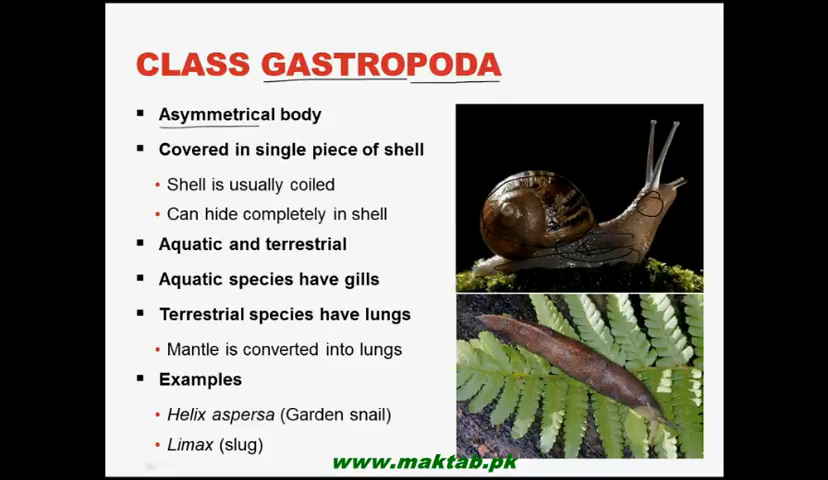 CLASS GASTROPODA
Asymmetrical body
Covered in single piece of shell
Shell is usually coiled
Can hide completely in shell
Aquatic and terrestrial
Aquatic species have gills
Terrestrial species have lungs
Mantle is converted into lungs
Examples
Helix aspersa (Garden snail)
Limax (slug)
www.maktab.pk